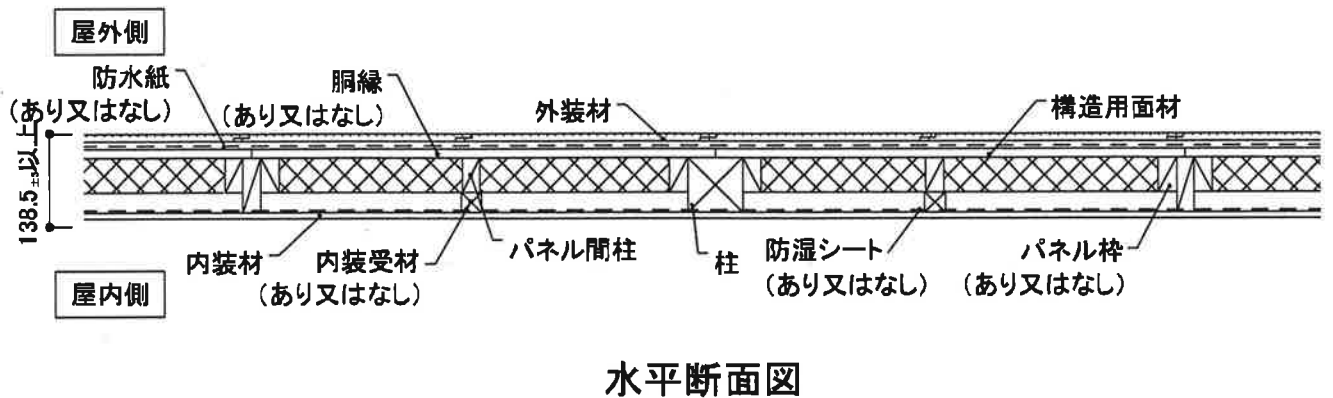 屋外側
防水紙
(あり又はなし)
胴縁
(あり又はなし)
外装材
構造用面材
138.5
以上
内装材
内装受材
(あり又はなし)
パネル間柱
柱
防湿シート
(あり又はなし)
パネル枠
(あり又はなし)
屋内側
水平断面図